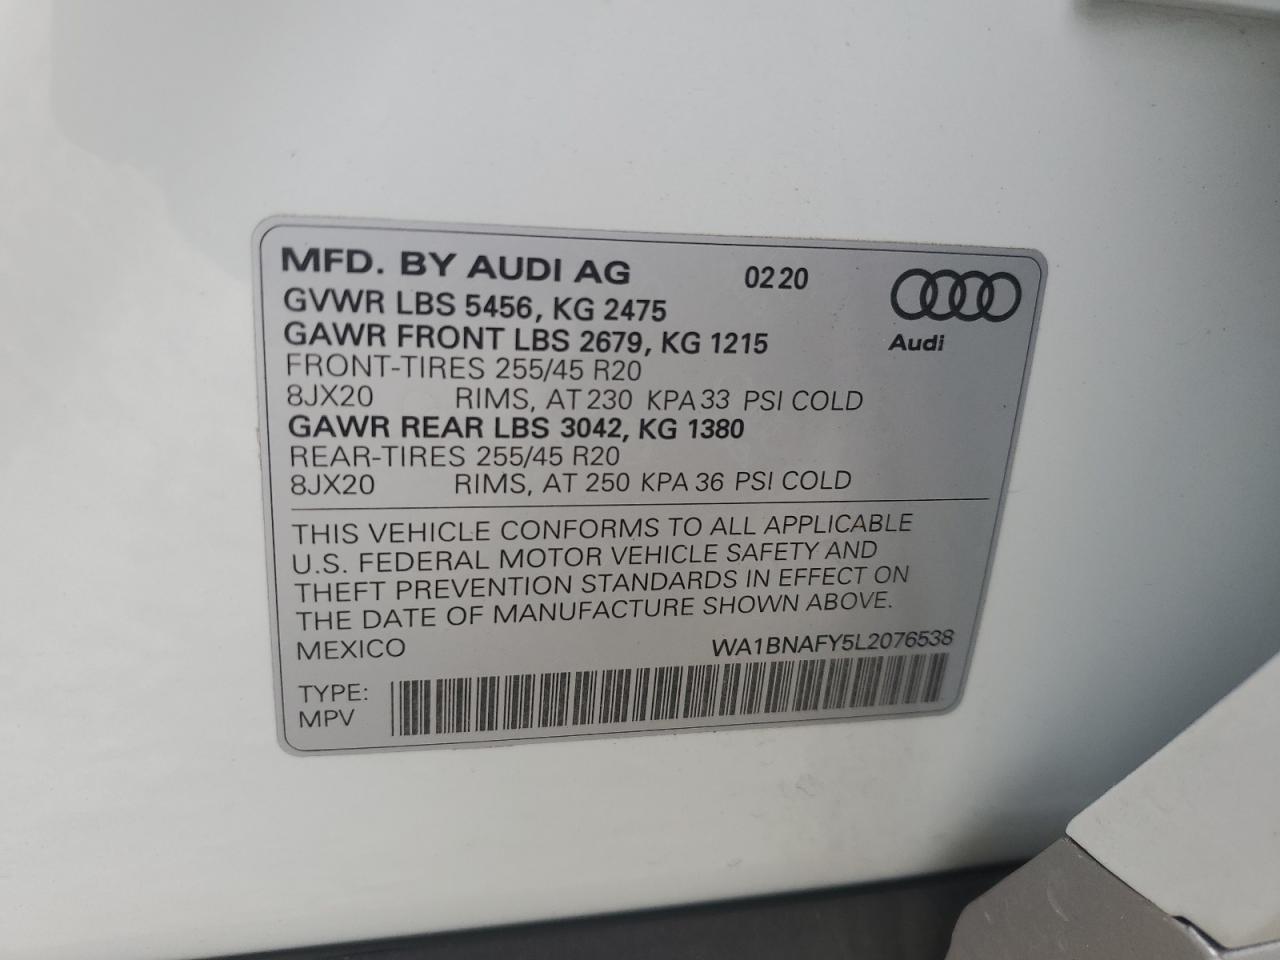 MFD. BY AUDI AG 0220
GVWR LBS 5456, KG 2475
GAWR FRONT LBS 2679, KG 1215
Audi
FRONT-TIRES 255/45 R20
8JX20 RIMS, AT 230 KPA 33 PSI COLD
GAWR REAR LBS 3042, KG 1380
REAR-TIRES 255/45 R20
8JX20 RIMS, AT 250 KPA 36 PSI COLD
THIS VEHICLE CONFORMS TO ALL APPLICABLE
U.S. FEDERAL MOTOR VEHICLE SAFETY AND
THEFT PREVENTION STANDARDS IN EFFECT ON
THE DATE OF MANUFACTURE SHOWN ABOVE.
MEXICO WA1BNAFY5L2076538
TYPE:
MPV